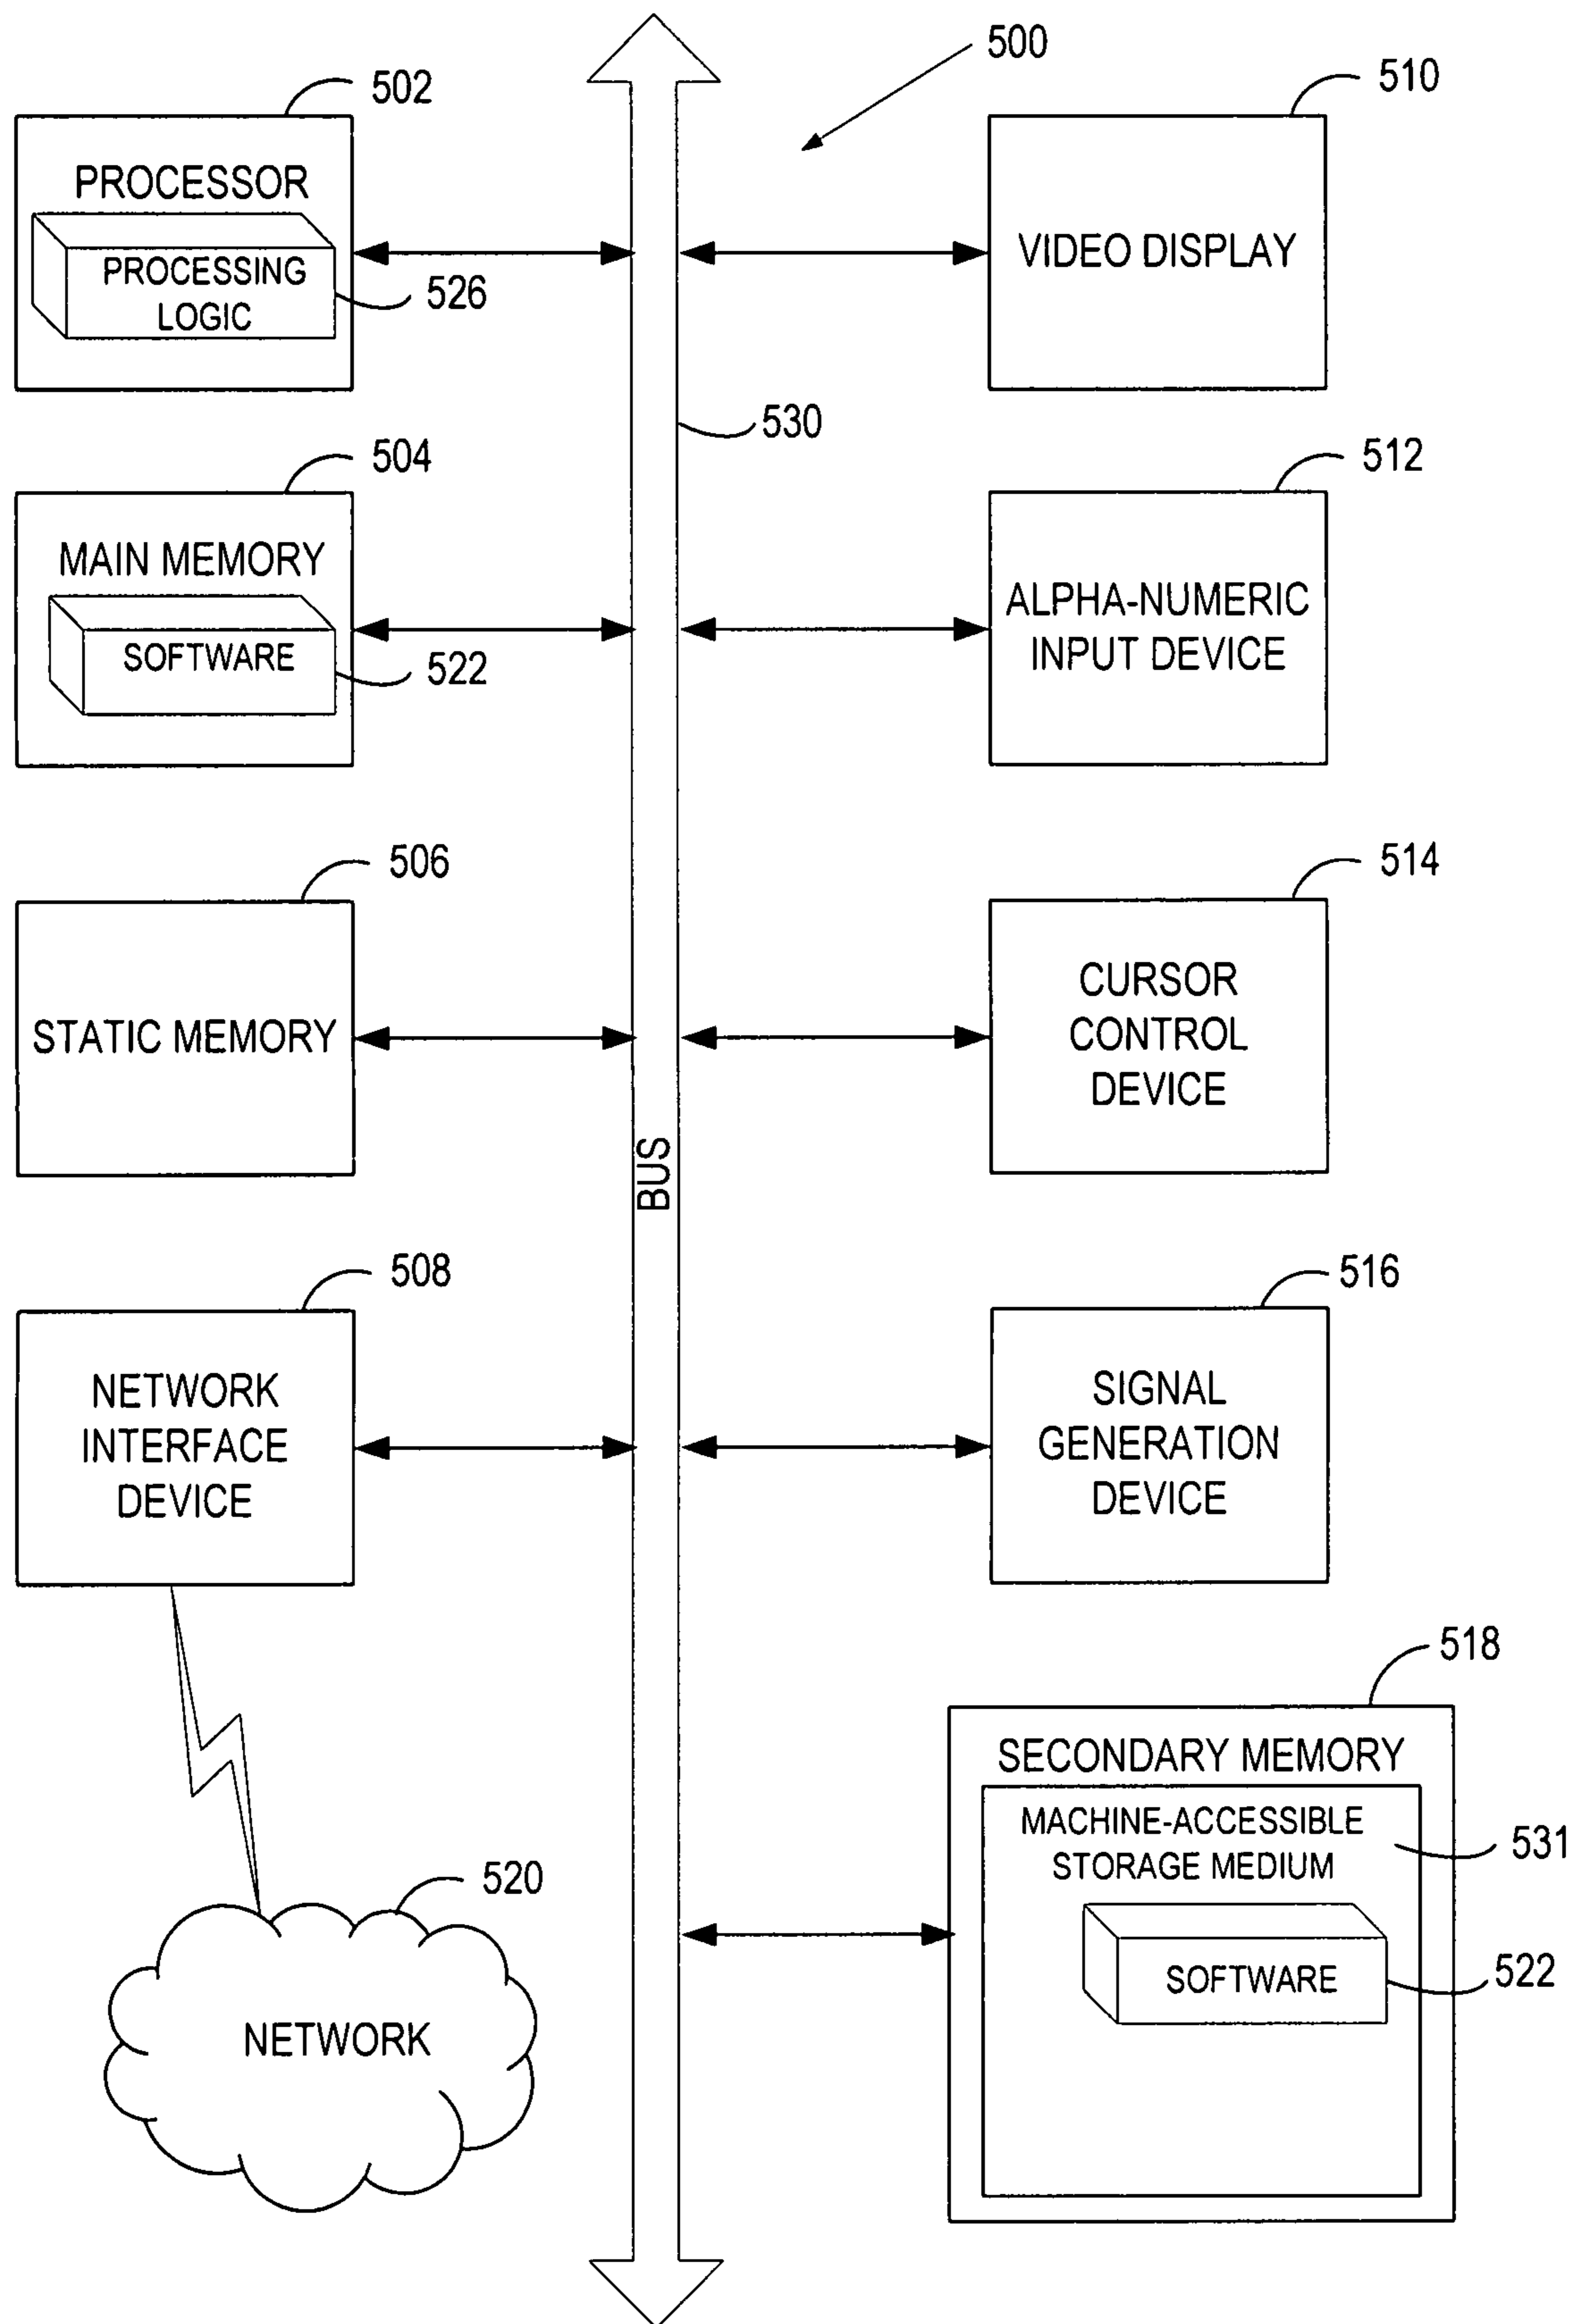 500
502
PROCESSOR
PROCESSING
LOGIC
526
504
MAIN MEMORY
SOFTWARE
522
506
STATIC MEMORY
508
NETWORK
INTERFACE
DEVICE
520
NETWORK
530
BUS
510
VIDEO DISPLAY
512
ALPHA-NUMERIC
INPUT DEVICE
514
CURSOR
CONTROL
DEVICE
516
SIGNAL
GENERATION
DEVICE
518
SECONDARY MEMORY
MACHINE-ACCESSIBLE
STORAGE MEDIUM
531
SOFTWARE
522